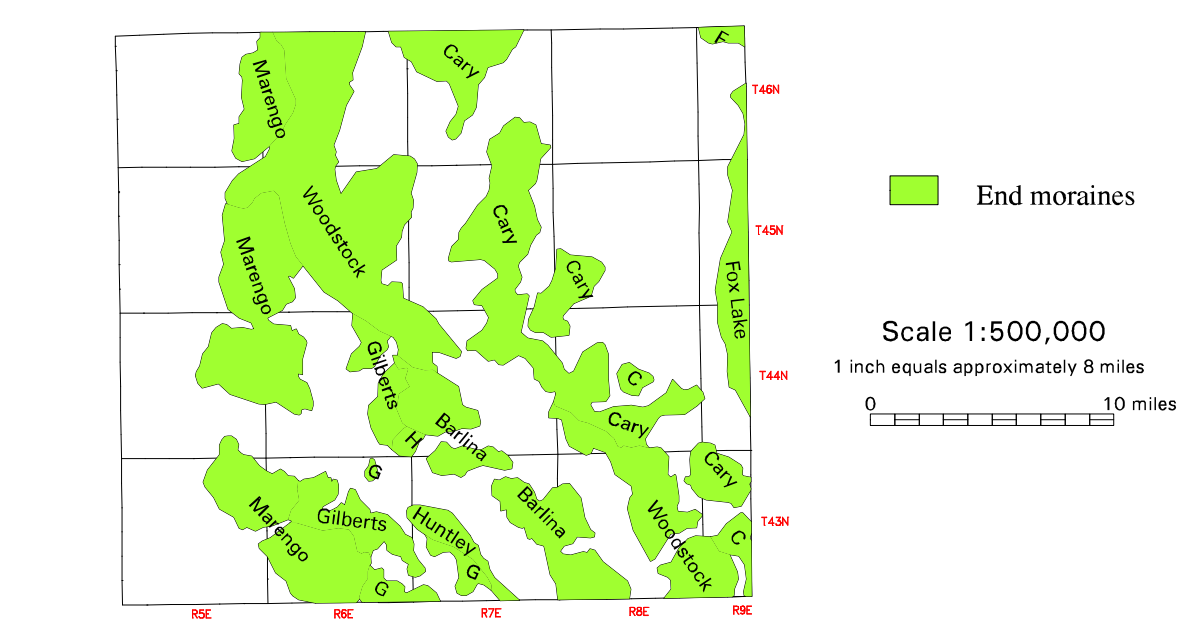 F
Cary
Marengo
T46N
End moraines
Woodstock
Cary
T45N
Marengo
Cary
Fox Lake
Scale 1:500,000
1 inch equals approximately 8 miles
Gilberts
C
T44N
0 10 miles
Cary
Barlina
H
G
Cary
Marengo
Gilberts
Huntley
Barlina
Woodstock
T43N
C
G
G
R5E R6E R7E R8E R9E